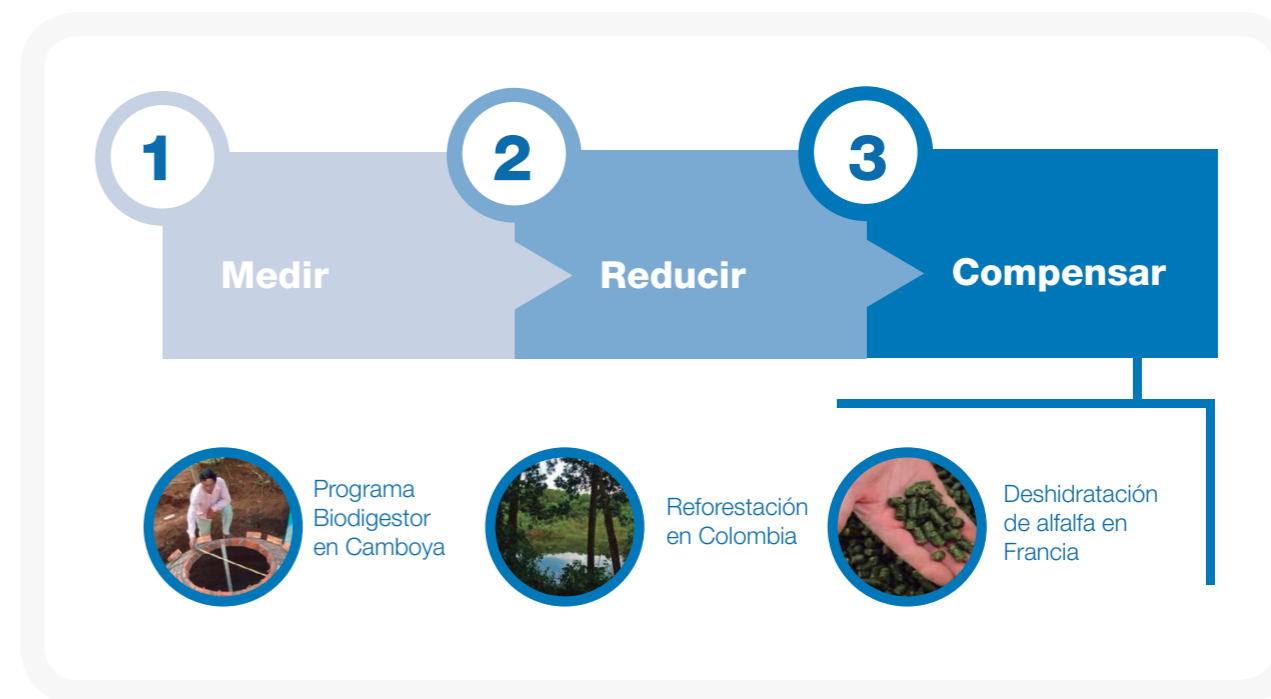 1
2
3
Medir
Reducir
Compensar
Programa
Biodigestor
en Camboya
Reforestación
en Colombia
Deshidratación
de alfalfa en
Francia